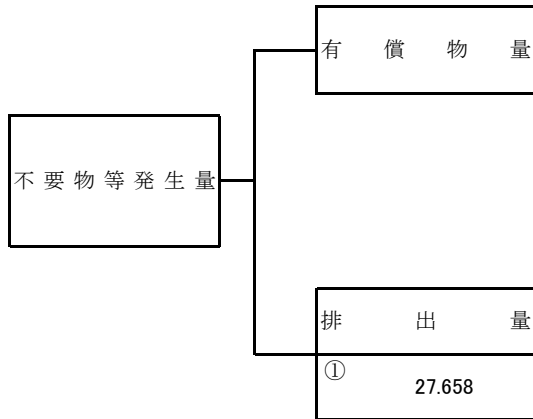 有償物量
不要物等発生量
排出量
①
27.658